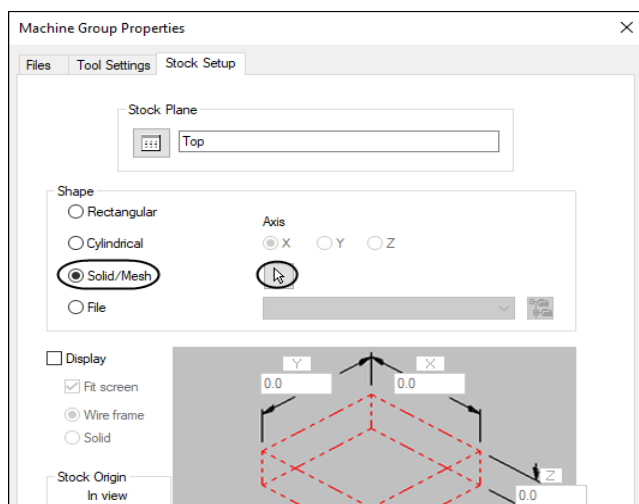 Machine Group Properties
Files Tool Settings Stock Setup
Stock Plane
Top
Shape
Rectangular
Axis
Cylindrical X Y Z
Solid/Mesh
File
Display
Y X
Fit screen 0.0 0.0
Wire frame
Solid
Stock Origin Z
In view 0.0